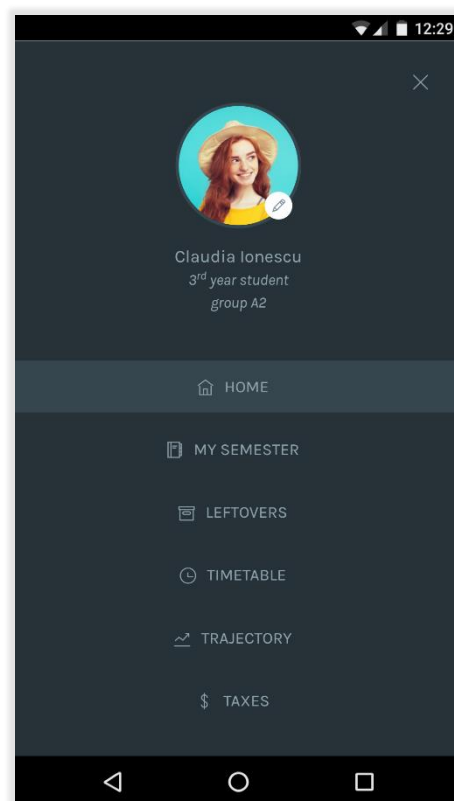 12:29
Claudia Ionescu
3rd year student
group A2
HOME
MY SEMESTER
LEFTOVERS
TIMETABLE
TRAJECTORY
$ TAXES